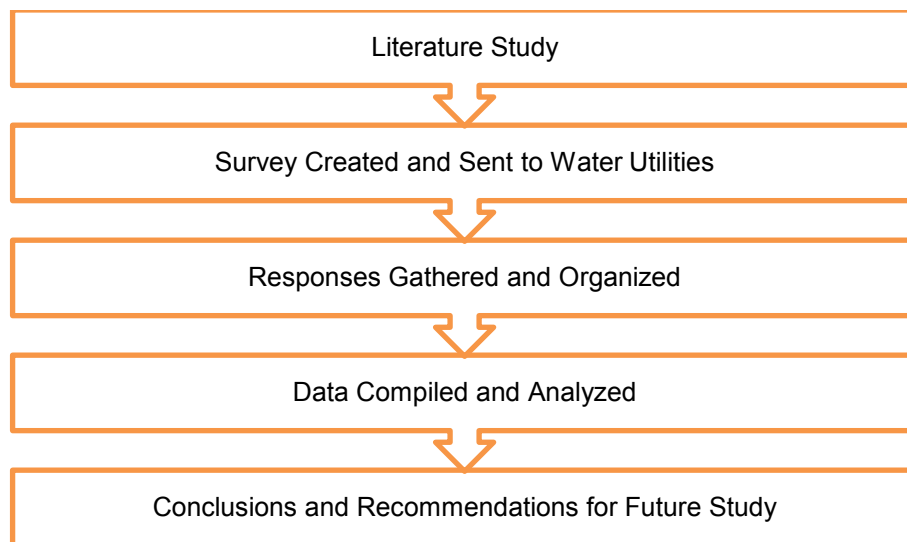 Literature Study
Survey Created and Sent to Water Utilities
Responses Gathered and Organized
Data Compiled and Analyzed
Conclusions and Recommendations for Future Study